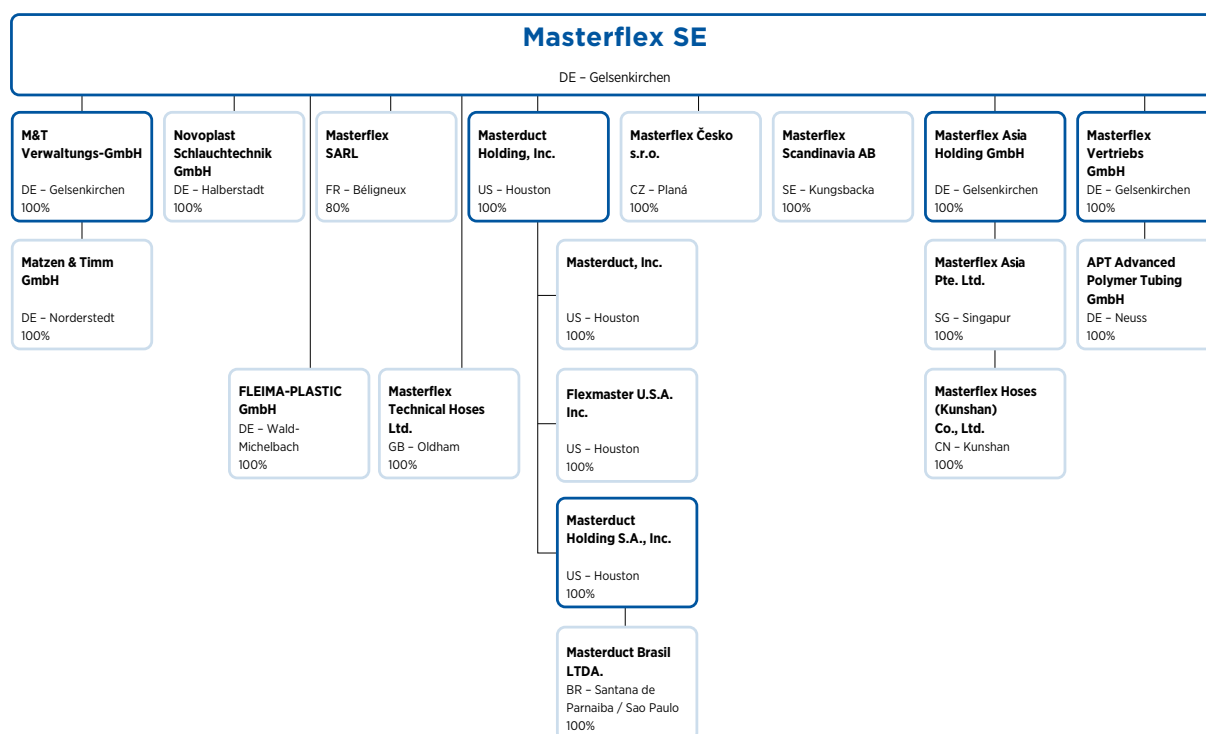 Masterflex SE
DE – Gelsenkirchen
M&T
Verwaltungs-GmbH
DE – Gelsenkirchen
100%
Novoplast
Schlauchtechnik
GmbH
DE – Halberstadt
100%
Masterflex
SARL
FR – Béligneux
80%
Masterduct
Holding, Inc.
US – Houston
100%
Masterflex Česko
s.r.o.
CZ – Planá
100%
Masterflex
Scandinavia AB
SE – Kungsbacka
100%
Masterflex Asia
Holding GmbH
DE – Gelsenkirchen
100%
Masterflex
Vertriebs
GmbH
DE – Gelsenkirchen
100%
Matzen & Timm
GmbH
DE – Norderstedt
100%
Masterduct, Inc.
US – Houston
100%
Masterflex Asia
Pte. Ltd.
SG – Singapur
100%
APT Advanced
Polymer Tubing
GmbH
DE – Neuss
100%
FLEIMA-PLASTIC
GmbH
DE – Wald-
Michelbach
100%
Masterflex
Technical Hoses
Ltd.
GB – Oldham
100%
Flexmaster U.S.A.
Inc.
US – Houston
100%
Masterflex Hoses
(Kunshan)
Co., Ltd.
CN – Kunshan
100%
Masterduct
Holding S.A., Inc.
US – Houston
100%
Masterduct Brasil
LTDA.
BR – Santana de
Parnaiba / Sao Paulo
100%